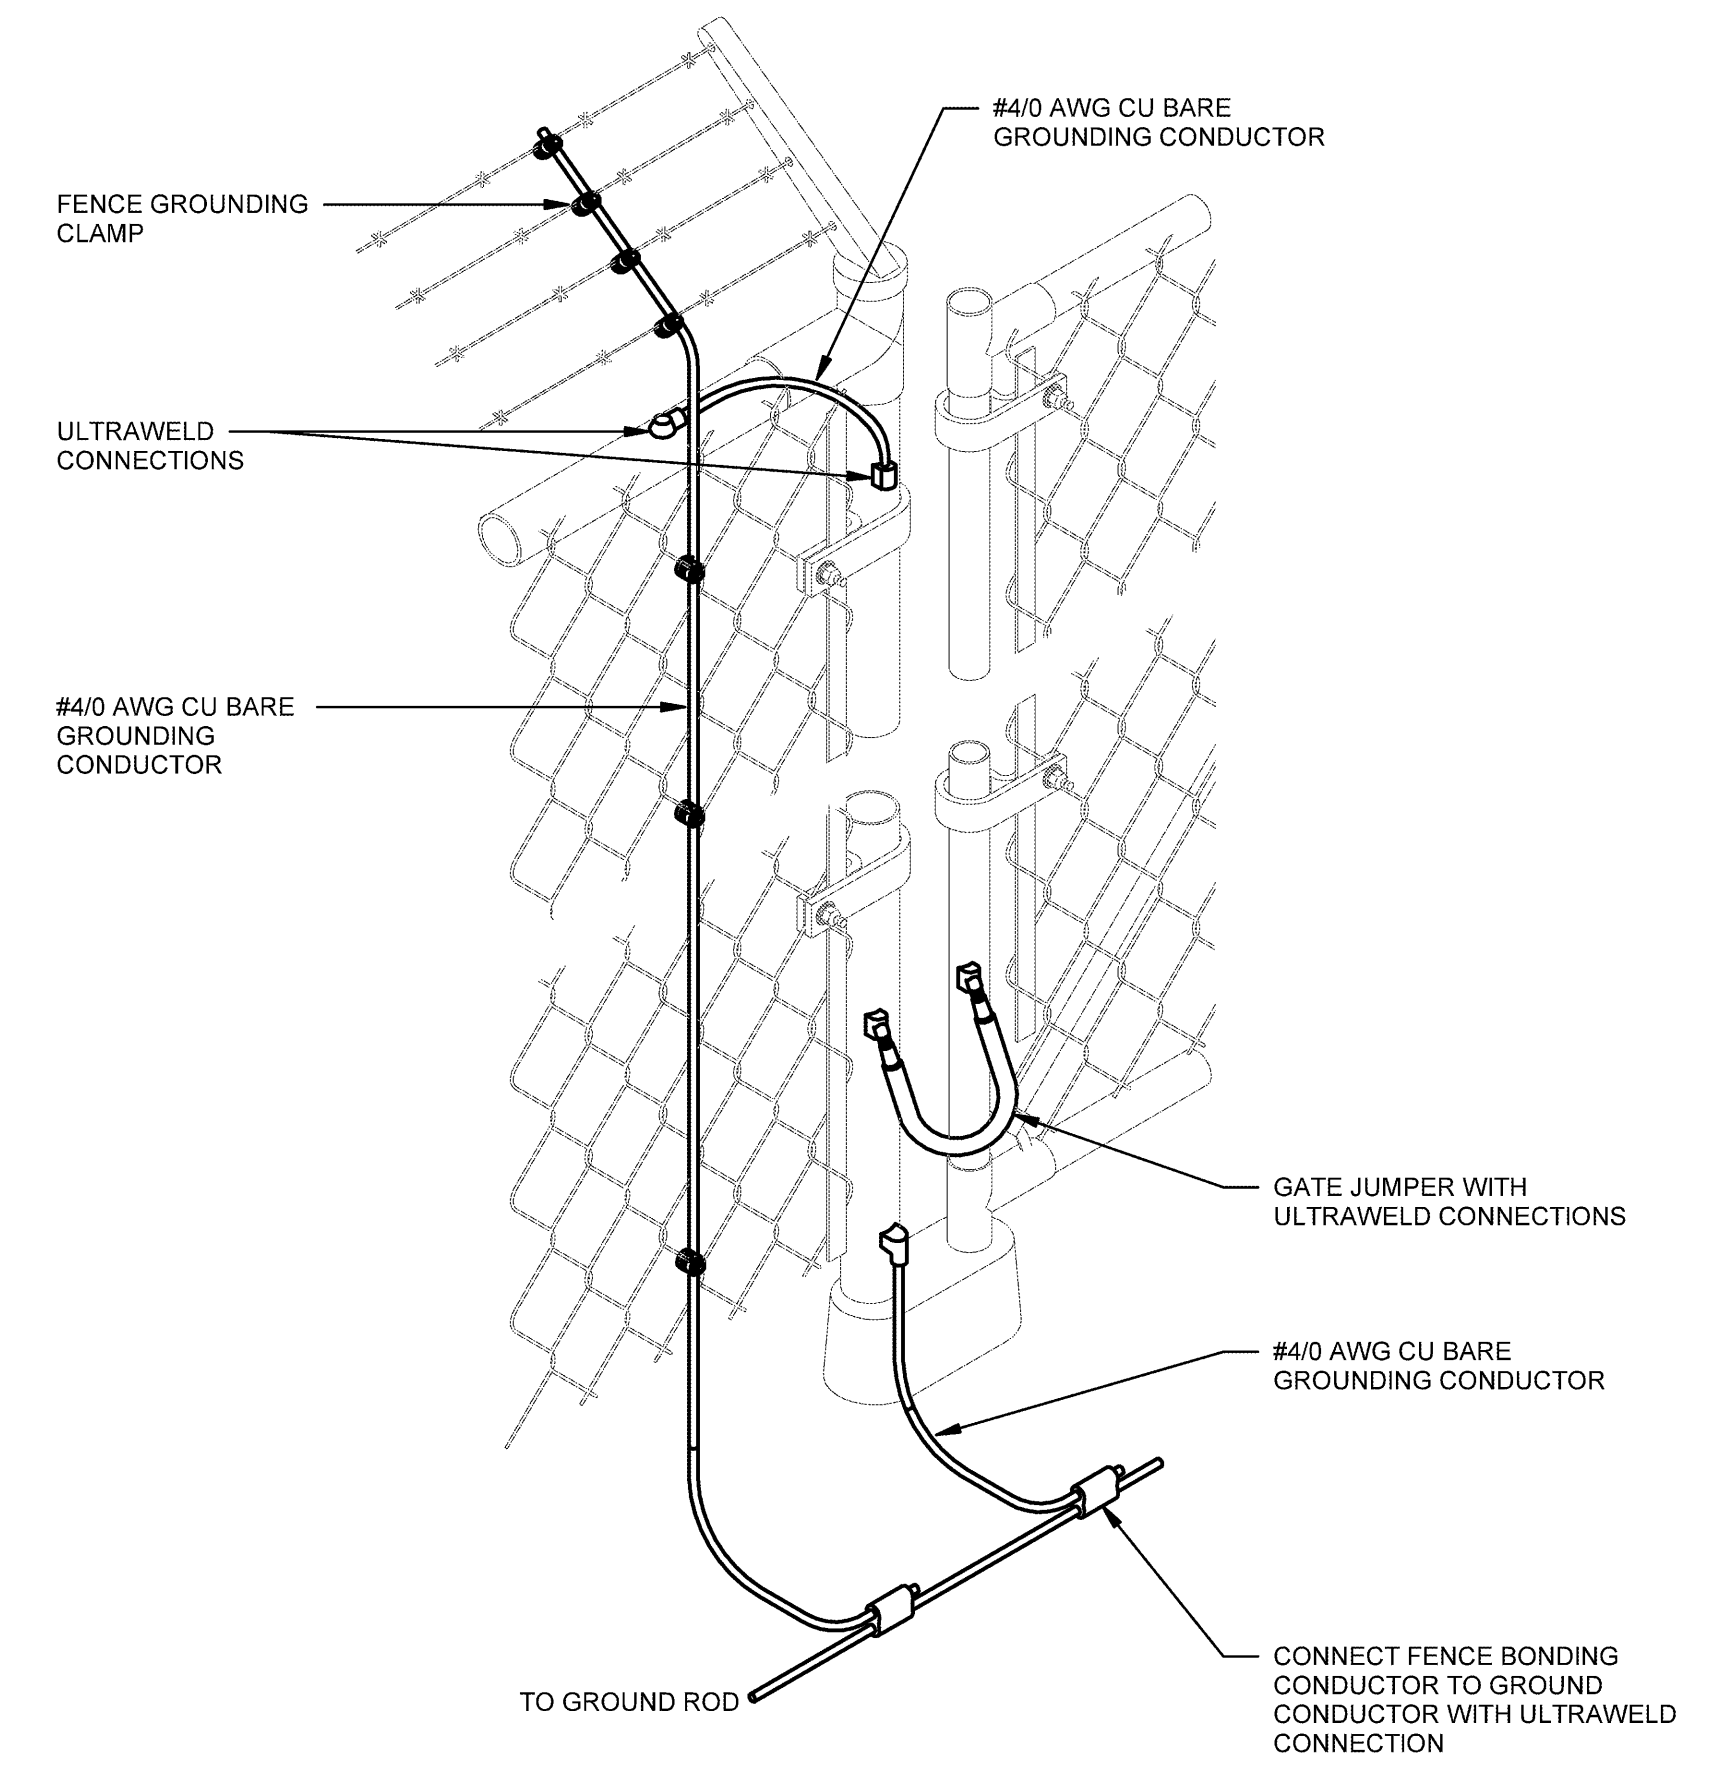 #4/0 AWG CU BARE
GROUNDING CONDUCTOR
FENCE GROUNDING
CLAMP
ULTRAWELD
CONNECTIONS
#4/0 AWG CU BARE
GROUNDING
CONDUCTOR
GATE JUMPER WITH
ULTRAWELD CONNECTIONS
#4/0 AWG CU BARE
GROUNDING CONDUCTOR
CONNECT FENCE BONDING
CONDUCTOR TO GROUND
CONDUCTOR WITH ULTRAWELD
CONNECTION
TO GROUND ROD